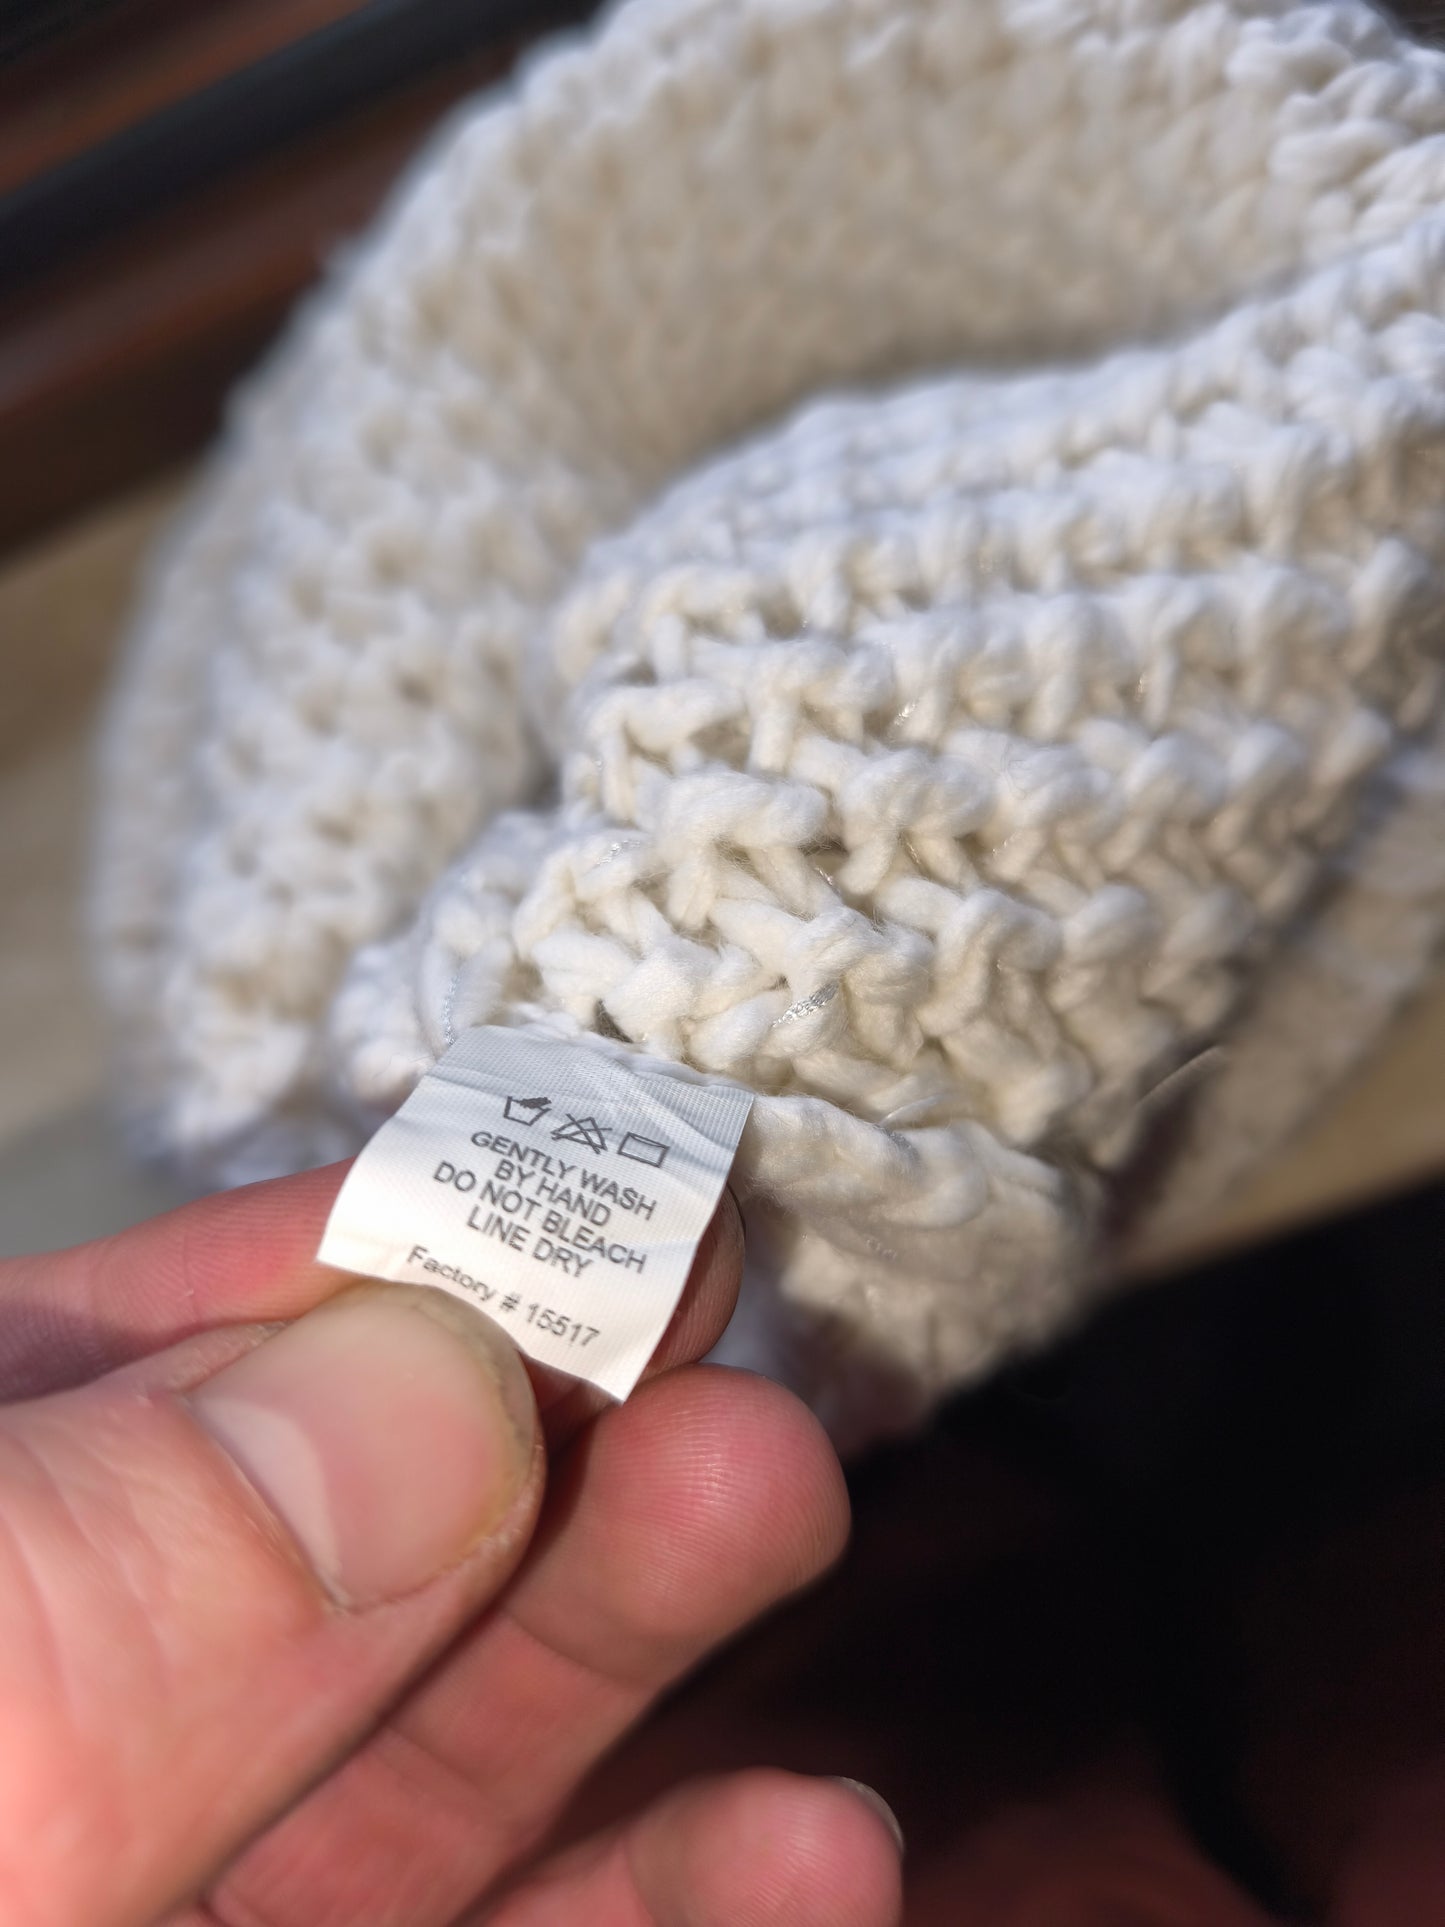 GENTLY WASH
BY HAND
DO NOT BLEACH
LINE DRY
Factory # 15517